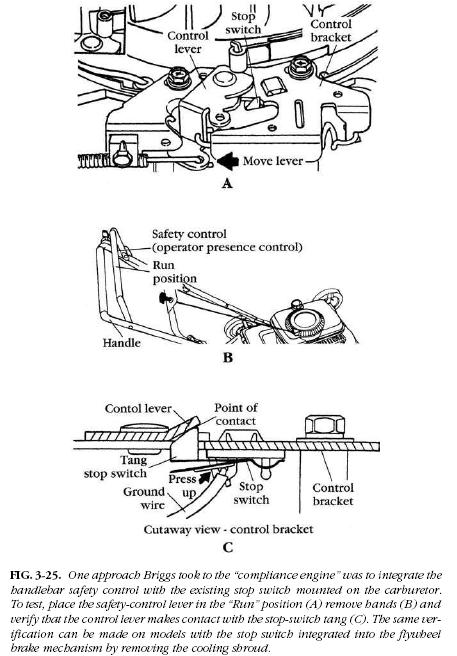 Stop
switch
Control
lever
Control
bracket
Move lever
A
Safety control
(operator presence control)
Run
position
Handle
B
Contol lever
Point of
contact
Tang
stop switch
Press
up
Ground
wire
Stop
switch
Control
bracket
Cutaway view - control bracket
C
FIG. 3-25. One approach Briggs took to the “compliance engine” was to integrate the
handlebar safety control with the existing stop switch mounted on the carburetor.
To test, place the safety-control lever in the “Run” position (A) remove hands (B) and
verify that the control lever makes contact with the stop-switch tang (C). The same ver-
ification can be made on models with the stop switch integrated into the flywheel
brake mechanism by removing the cooling shroud.